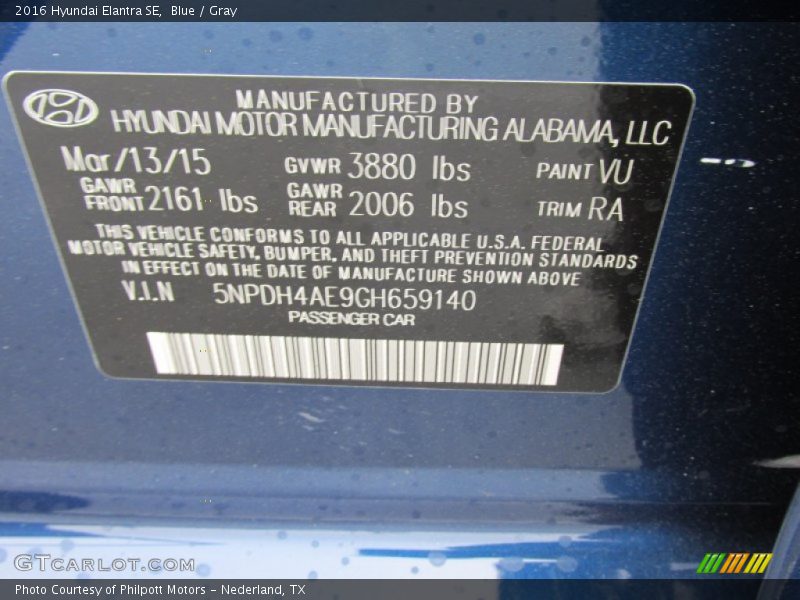 2016 Hyundai Elantra SE, Blue / Gray
MANUFACTURED BY
HYUNDAI MOTOR MANUFACTURING ALABAMA, LLC
Mar/13/15 GVWR 3880 lbs PAINT VU
GAWR FRONT 2161 lbs GAWR REAR 2006 lbs TRIM RA
THIS VEHICLE CONFORMS TO ALL APPLICABLE U.S.A. FEDERAL
MOTOR VEHICLE SAFETY, BUMPER, AND THEFT PREVENTION STANDARDS
IN EFFECT ON THE DATE OF MANUFACTURE SHOWN ABOVE
V.I.N 5NPDH4AE9GH659140
PASSENGER CAR
GTCARLOT.COM
Photo Courtesy of Philpott Motors - Nederland, TX